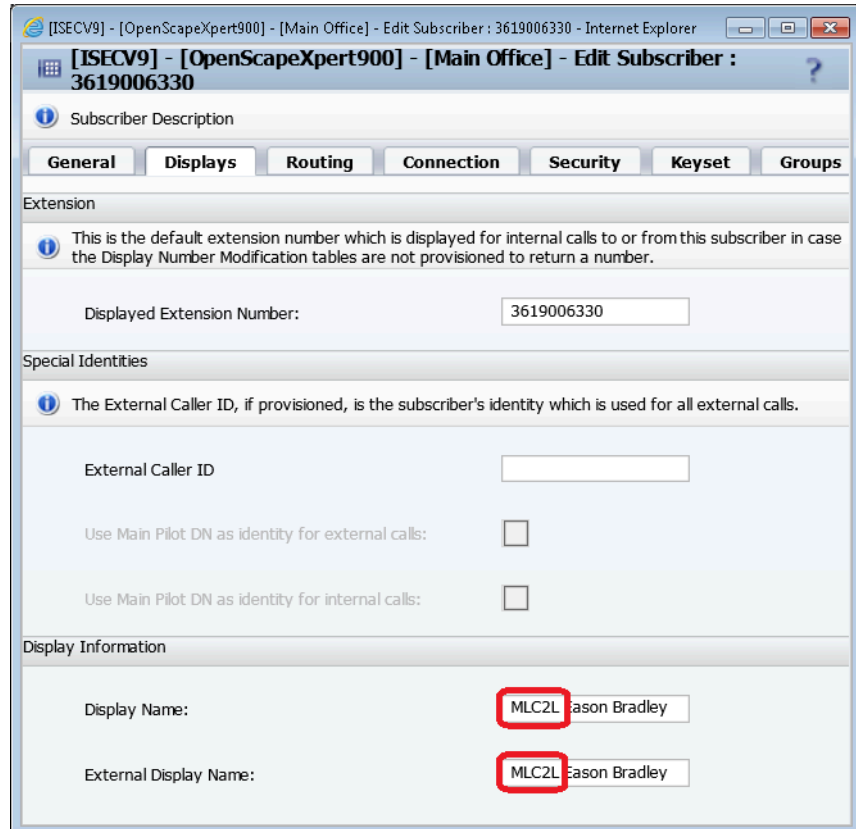 [ISECV9] - [OpenScapeXpert900] - [Main Office] - Edit Subscriber : 3619006330 - Internet Explorer
[ISECV9] - [OpenScapeXpert900] - [Main Office] - Edit Subscriber :
3619006330
?
Subscriber Description
General Displays Routing Connection Security Keyset Groups
Extension
This is the default extension number which is displayed for internal calls to or from this subscriber in case
the Display Number Modification tables are not provisioned to return a number.
Displayed Extension Number: 3619006330
Special Identities
The External Caller ID, if provisioned, is the subscriber's identity which is used for all external calls.
External Caller ID
Use Main Pilot DN as identity for external calls:
Use Main Pilot DN as identity for internal calls:
Display Information
Display Name: MLC2L Eason Bradley
External Display Name: MLC2L Eason Bradley